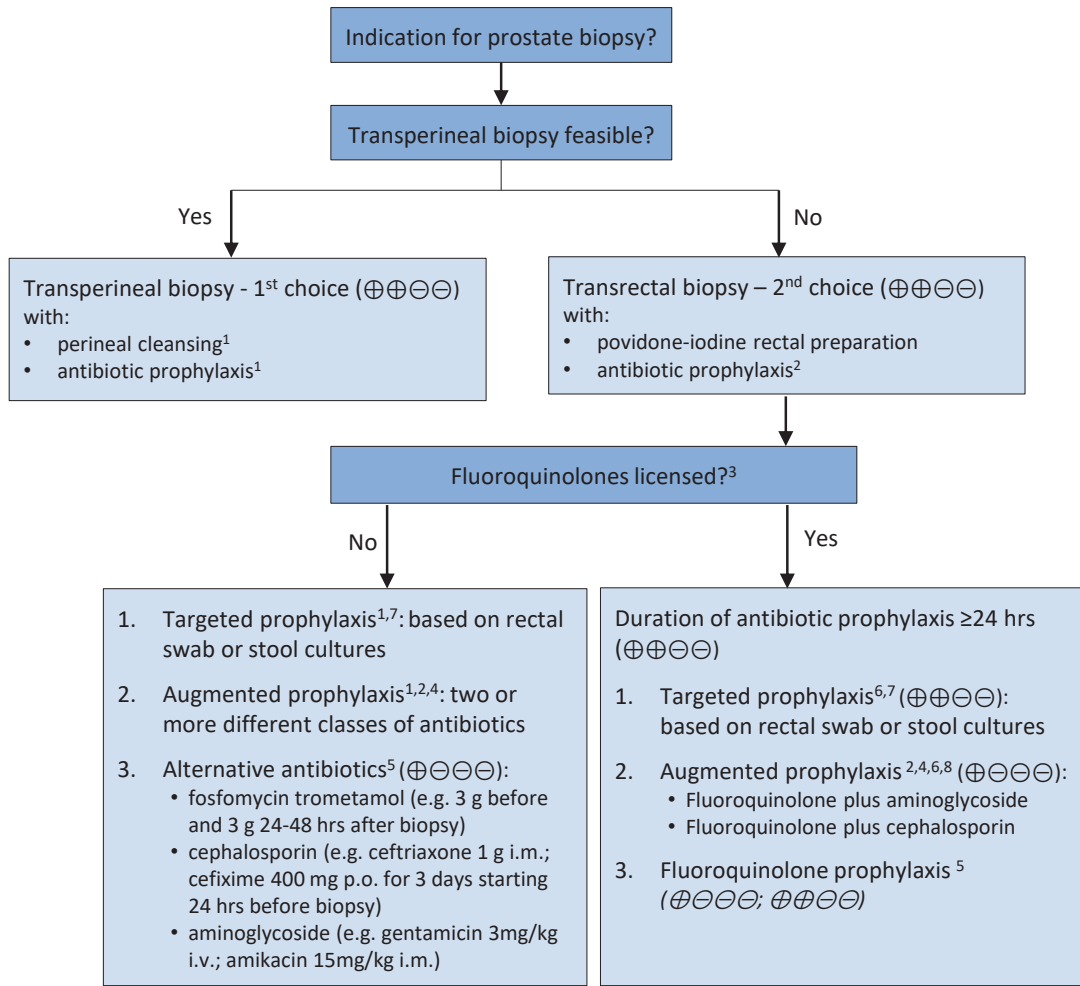 Indication for prostate biopsy?
Transperineal biopsy feasible?
Yes
No
Transperineal biopsy - 1st choice (⊕⊕⊖⊖)
with:
• perineal cleansing1
• antibiotic prophylaxis1
Transrectal biopsy – 2nd choice (⊕⊕⊖⊖)
with:
• povidone-iodine rectal preparation
• antibiotic prophylaxis2
Fluoroquinolones licensed?3
No
Yes
1. Targeted prophylaxis1,7: based on rectal
swab or stool cultures
2. Augmented prophylaxis1,2,4: two or
more different classes of antibiotics
3. Alternative antibiotics5 (⊕⊖⊖⊖):
• fosfomycin trometamol (e.g. 3 g before
and 3 g 24-48 hrs after biopsy)
• cephalosporin (e.g. ceftriaxone 1 g i.m.;
cefixime 400 mg p.o. for 3 days starting
24 hrs before biopsy)
• aminoglycoside (e.g. gentamicin 3mg/kg
i.v.; amikacin 15mg/kg i.m.)
Duration of antibiotic prophylaxis ≥24 hrs
(⊕⊕⊖⊖)
1. Targeted prophylaxis6,7 (⊕⊕⊖⊖):
based on rectal swab or stool cultures
2. Augmented prophylaxis 2,4,6,8 (⊕⊖⊖⊖):
• Fluoroquinolone plus aminoglycoside
• Fluoroquinolone plus cephalosporin
3. Fluoroquinolone prophylaxis 5
(⊕⊖⊖⊖; ⊕⊕⊖⊖)